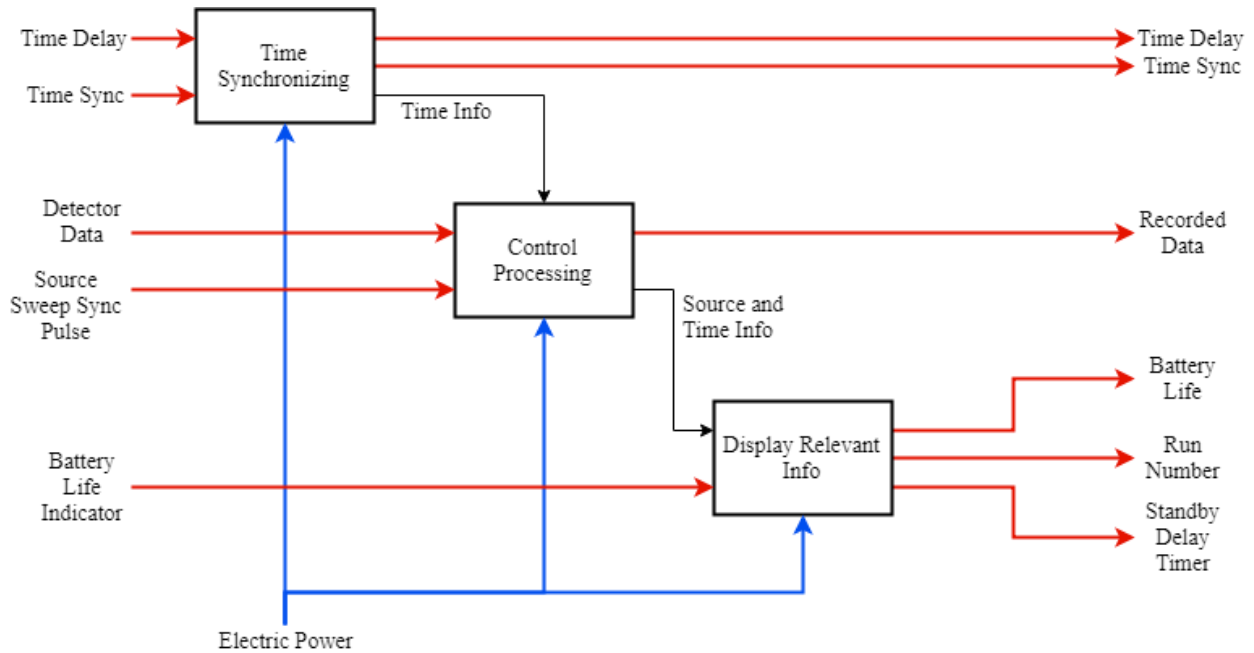 Time Delay
Time Sync
Time
Synchronizing
Time Delay
Time Sync
Time Info
Detector
Data
Source
Sweep Sync
Pulse
Control
Processing
Recorded
Data
Source and
Time Info
Battery
Life
Indicator
Display Relevant
Info
Battery
Life
Run
Number
Standby
Delay
Timer
Electric Power